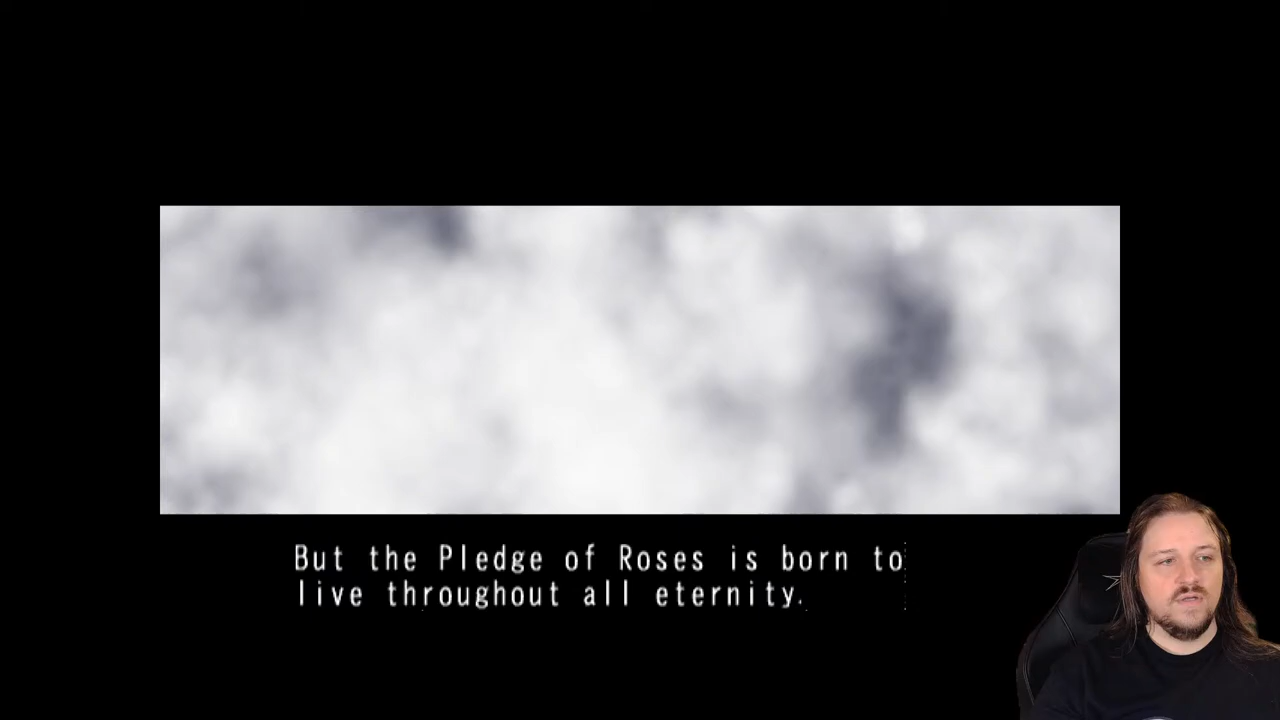 But the Pledge of Roses is born to
live throughout all eternity.